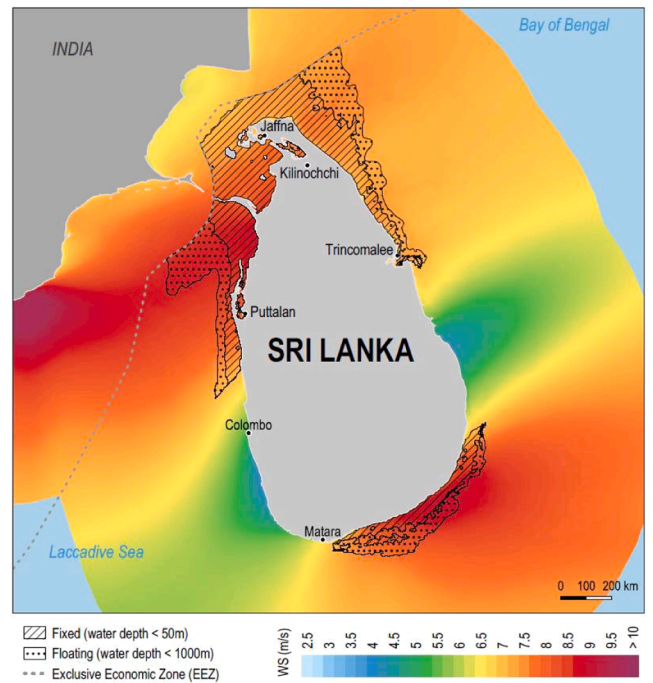 INDIA
Bay of Bengal
Jaffna
Kilinochchi
Trincomalee
Puttalan
SRI LANKA
Colombo
Matara
Laccadive Sea
0 100 200 km
Fixed (water depth < 50m)
Floating (water depth < 1000m)
Exclusive Economic Zone (EEZ)
WS (m/s)
2.5 3 3.5 4 4.5 5 5.5 6 6.5 7 7.5 8 8.5 9 9.5 > 10